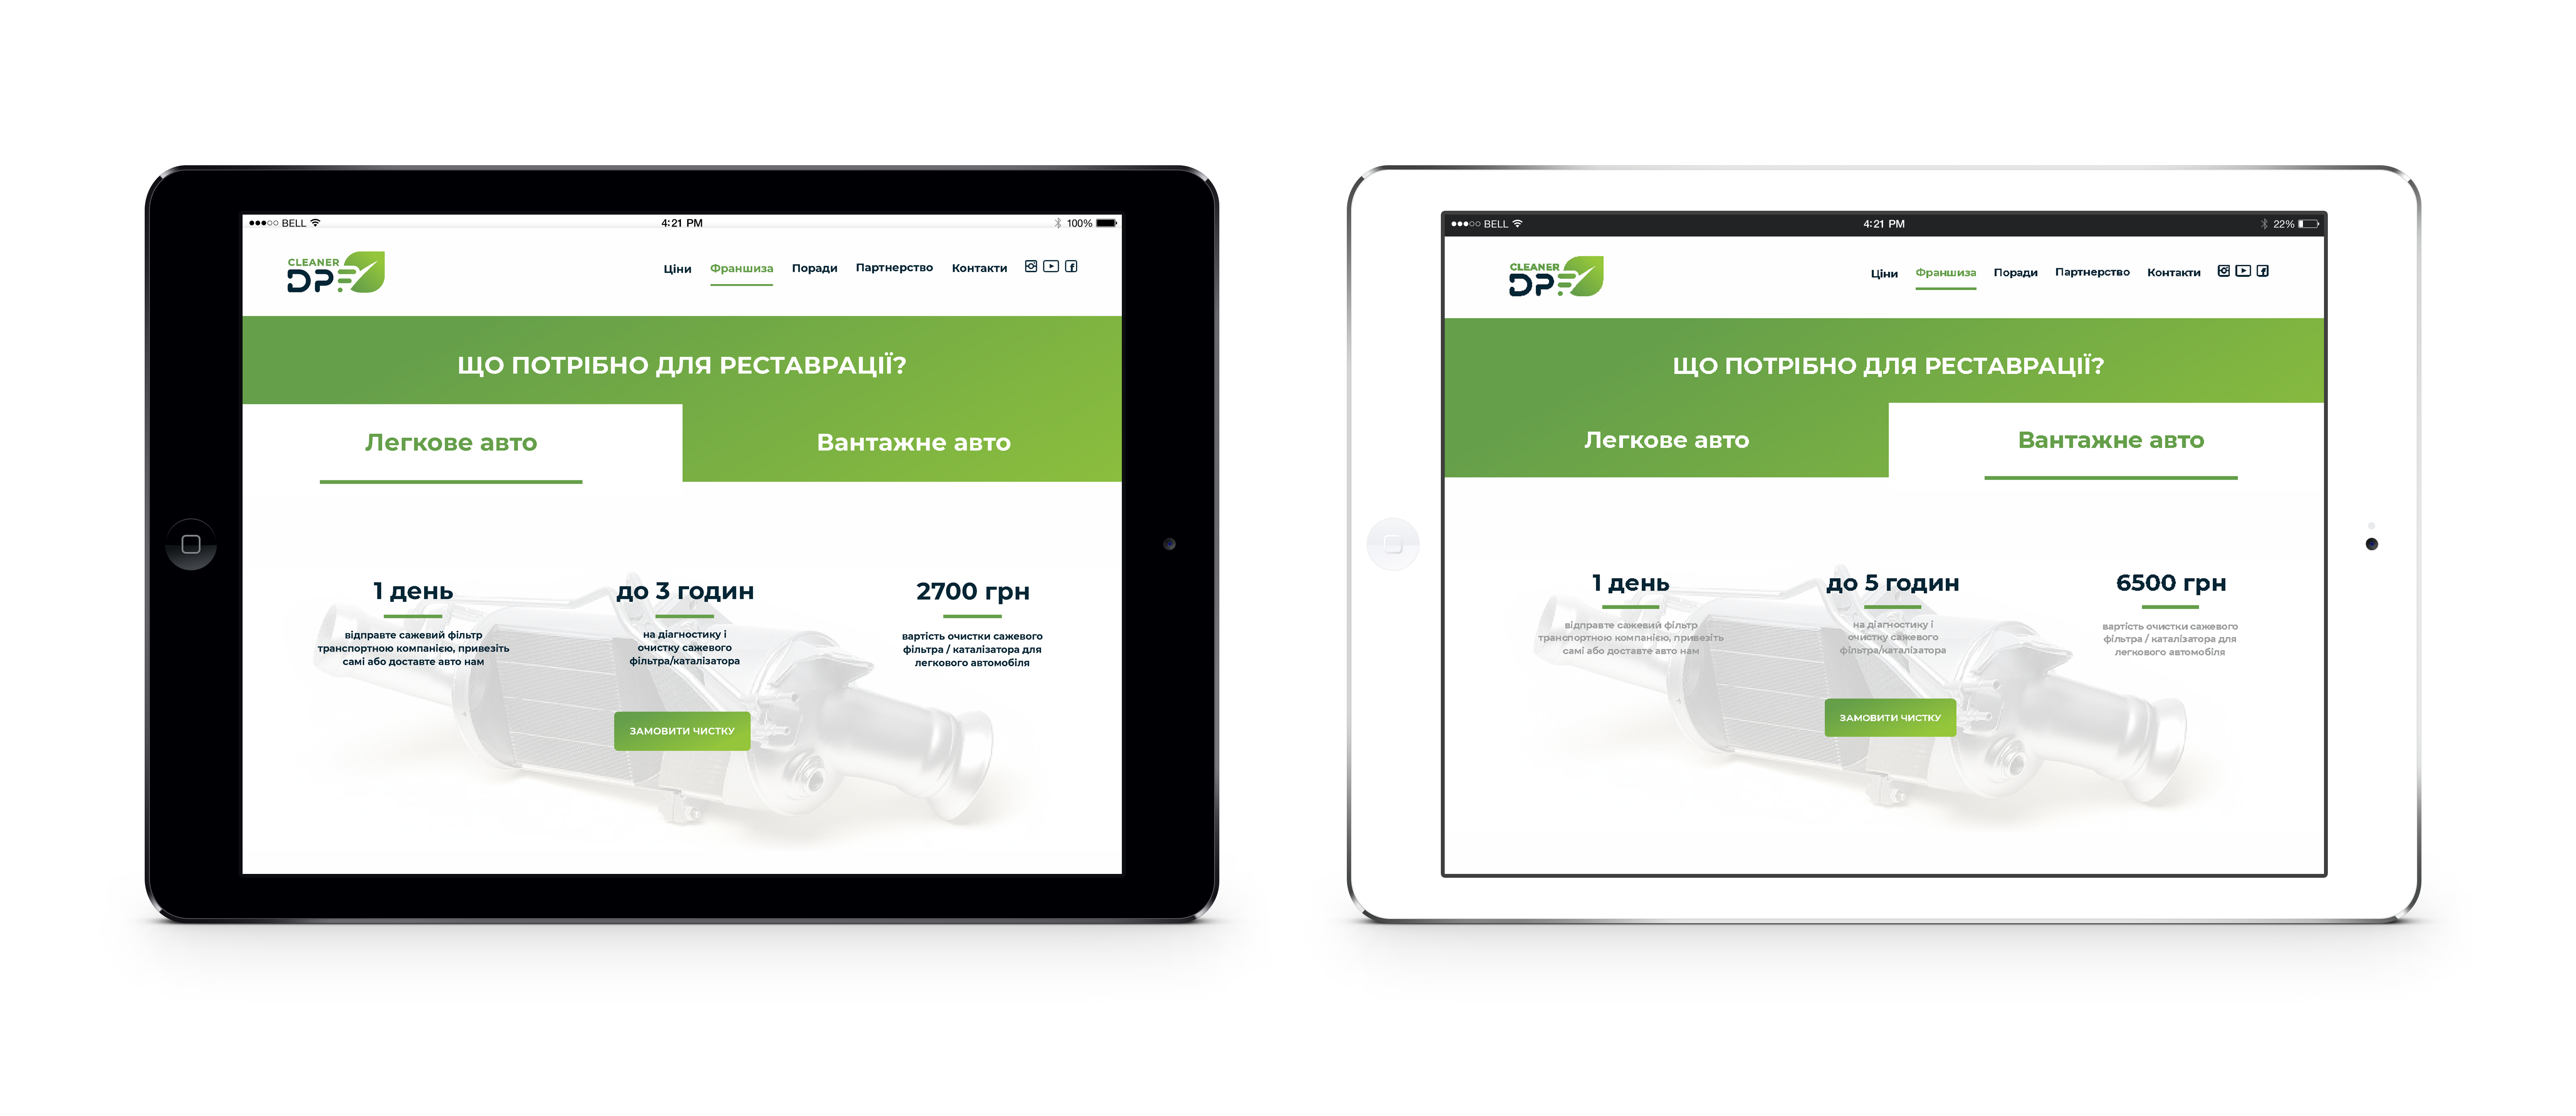 BELL
4:21 PM
100%
CLEANER
DPF
Ціни
Франшиза
Поради
Партнерство
Контакти
ЩО ПОТРІБНО ДЛЯ РЕСТАВРАЦІЇ?
Легкове авто
Вантажне авто
1 день
відправте сажевий фільтр
транспортною компанією, привезіть
самі або доставте авто нам
до 3 годин
на діагностику і
очистку сажевого
фільтра/каталізатора
2700 грн
вартість очистки сажевого
фільтра / каталізатора для
легкового автомобіля
ЗАМОВИТИ ЧИСТКУ
BELL
4:21 PM
22%
CLEANER
DPF
Ціни
Франшиза
Поради
Партнерство
Контакти
ЩО ПОТРІБНО ДЛЯ РЕСТАВРАЦІЇ?
Легкове авто
Вантажне авто
1 день
відправте сажевий фільтр
транспортною компанією, привезіть
самі або доставте авто нам
до 5 годин
на діагностику і
очистку сажевого
фільтра/каталізатора
6500 грн
вартість очистки сажевого
фільтра / каталізатора для
легкового автомобіля
ЗАМОВИТИ ЧИСТКУ